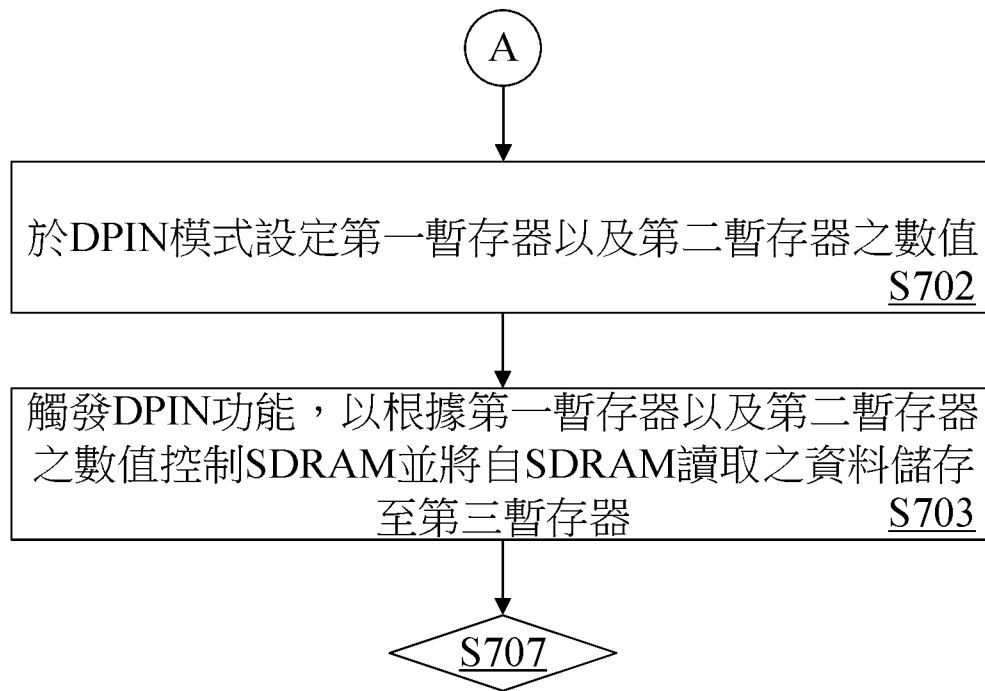 A
於DPIN模式設定第一暫存器以及第二暫存器之數值
S702
觸發DPIN功能，以根據第一暫存器以及第二暫存器
之數值控制SDRAM並將自SDRAM讀取之資料儲存
至第三暫存器
S703
S707